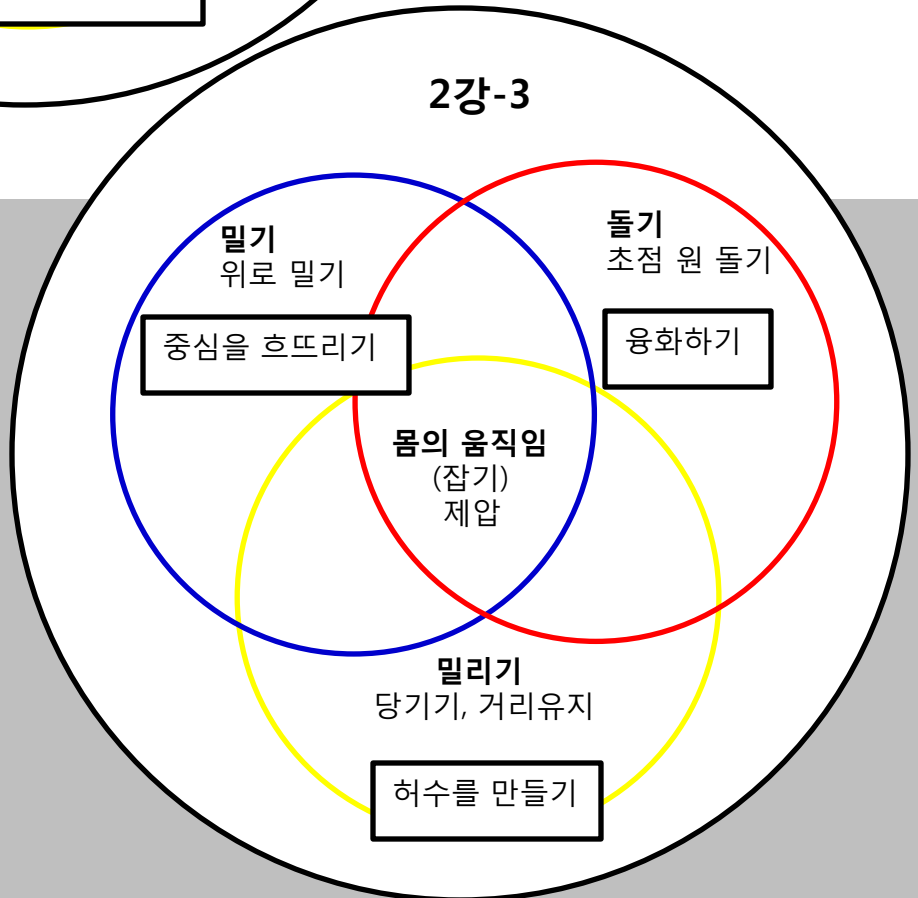 2강-3
밀기
위로 밀기
중심을 흐뜨리기
돌기
초점 원 돌기
융화하기
몸의 움직임
(잡기)
제압
밀리기
당기기, 거리유지
허수를 만들기